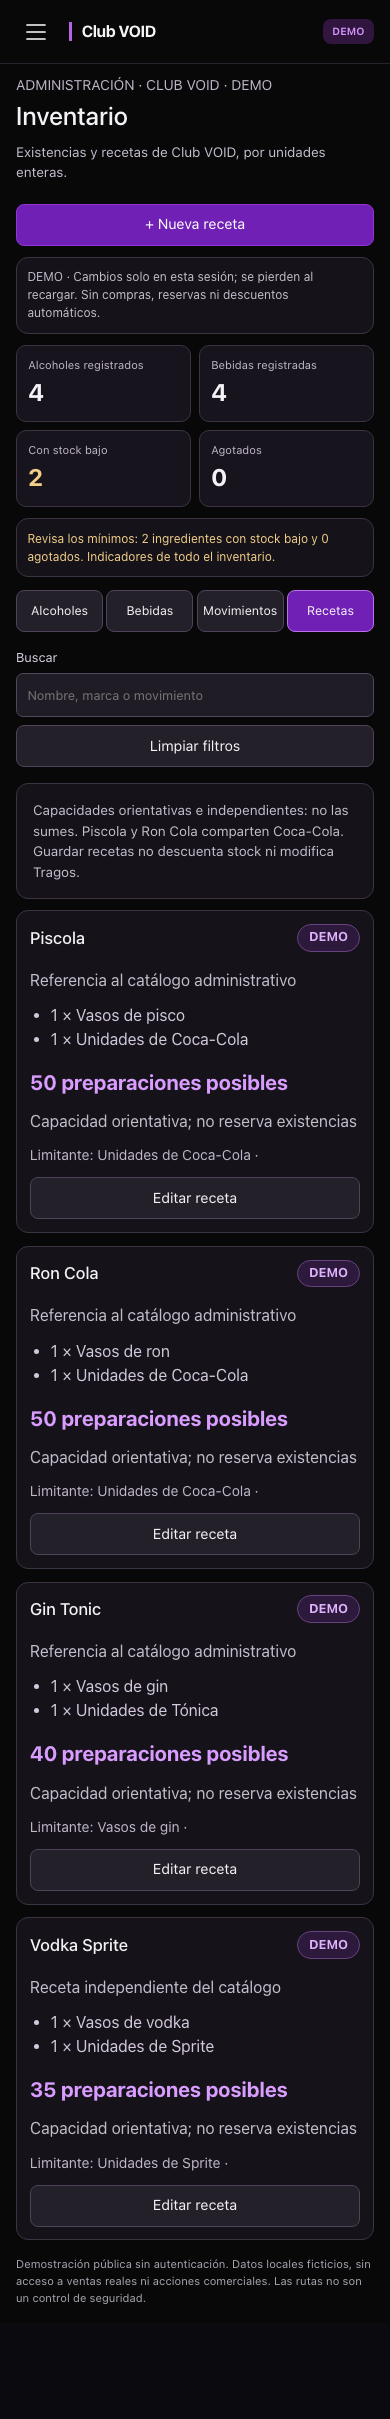 Club VOID
DEMO
ADMINISTRACIÓN · CLUB VOID · DEMO
Inventario
Existencias y recetas de Club VOID, por unidades
enteras.
+ Nueva receta
DEMO · Cambios solo en esta sesión; se pierden al
recargar. Sin compras, reservas ni descuentos
automáticos.
Alcoholes registrados
4
Bebidas registradas
4
Con stock bajo
2
Agotados
0
Revisa los mínimos: 2 ingredientes con stock bajo y 0
agotados. Indicadores de todo el inventario.
Alcoholes
Bebidas
Movimientos
Recetas
Buscar
Nombre, marca o movimiento
Limpiar filtros
Capacidades orientativas e independientes: no las
sumes. Piscola y Ron Cola comparten Coca-Cola.
Guardar recetas no descuenta stock ni modifica
Tragos.
Piscola
DEMO
Referencia al catálogo administrativo
• 1 × Vasos de pisco
• 1 × Unidades de Coca-Cola
50 preparaciones posibles
Capacidad orientativa; no reserva existencias
Limitante: Unidades de Coca-Cola ·
Editar receta
Ron Cola
DEMO
Referencia al catálogo administrativo
• 1 × Vasos de ron
• 1 × Unidades de Coca-Cola
50 preparaciones posibles
Capacidad orientativa; no reserva existencias
Limitante: Unidades de Coca-Cola ·
Editar receta
Gin Tonic
DEMO
Referencia al catálogo administrativo
• 1 × Vasos de gin
• 1 × Unidades de Tónica
40 preparaciones posibles
Capacidad orientativa; no reserva existencias
Limitante: Vasos de gin ·
Editar receta
Vodka Sprite
DEMO
Receta independiente del catálogo
• 1 × Vasos de vodka
• 1 × Unidades de Sprite
35 preparaciones posibles
Capacidad orientativa; no reserva existencias
Limitante: Unidades de Sprite ·
Editar receta
Demostración pública sin autenticación. Datos locales ficticios, sin
acceso a ventas reales ni acciones comerciales. Las rutas no son
un control de seguridad.